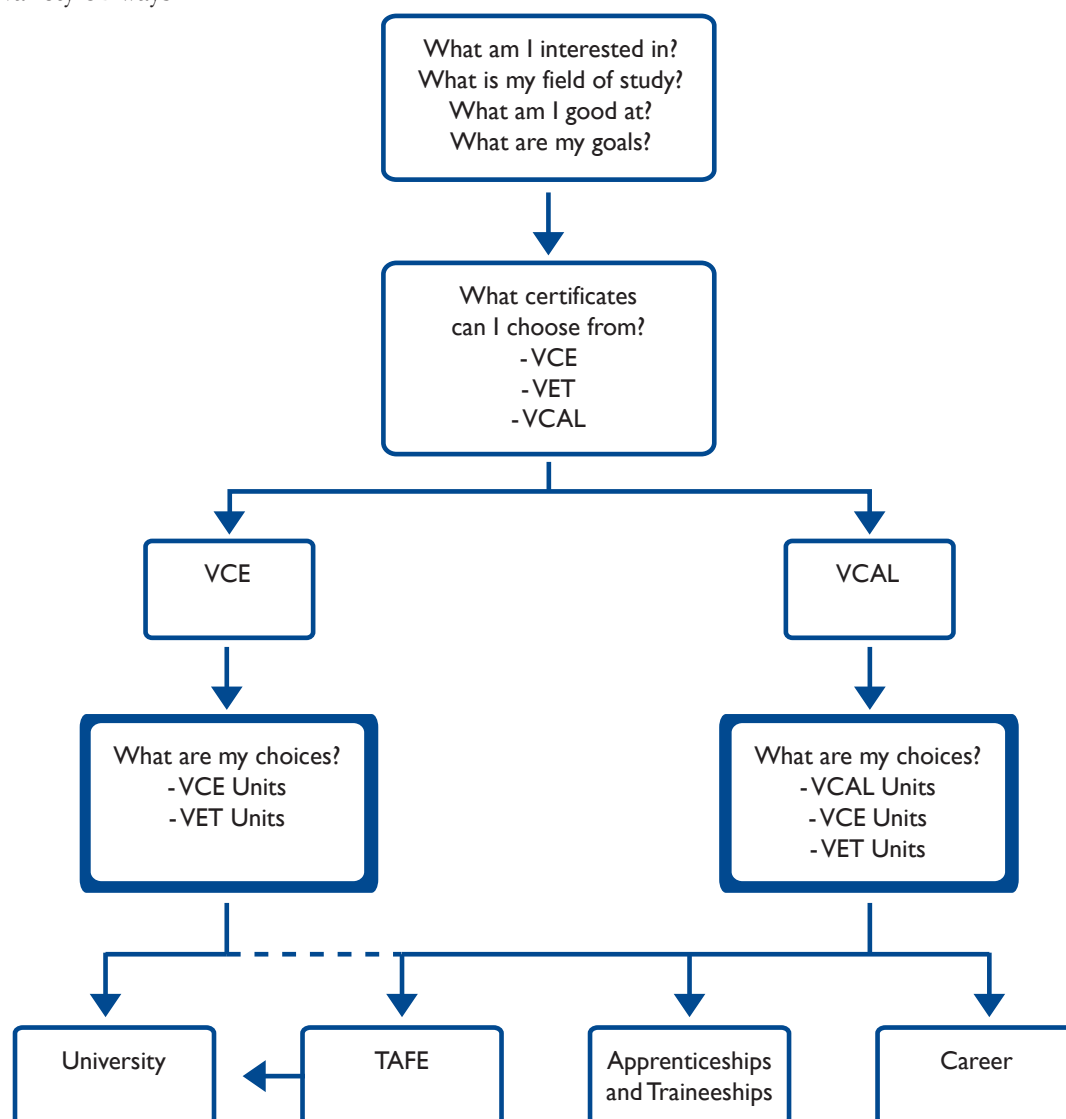 What am I interested in?
What is my field of study?
What am I good at?
What are my goals?
What certificates
can I choose from?
- VCE
- VET
- VCAL
VCE
VCAL
What are my choices?
- VCE Units
- VET Units
What are my choices?
- VCAL Units
- VCE Units
- VET Units
University
TAFE
Apprenticeships
and Traineeships
Career